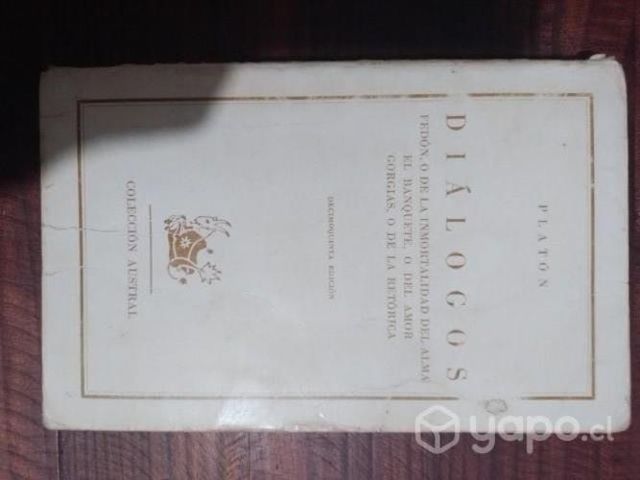 PLATÓN
DIÁLOGOS
FEDÓN, O DE LA INMORTALIDAD DEL ALMA
EL BANQUETE, O DEL AMOR
GORGIAS, O DE LA RETÓRICA
DECIMOQUINTA EDICIÓN
COLECCIÓN AUSTRAL
yapo.cl